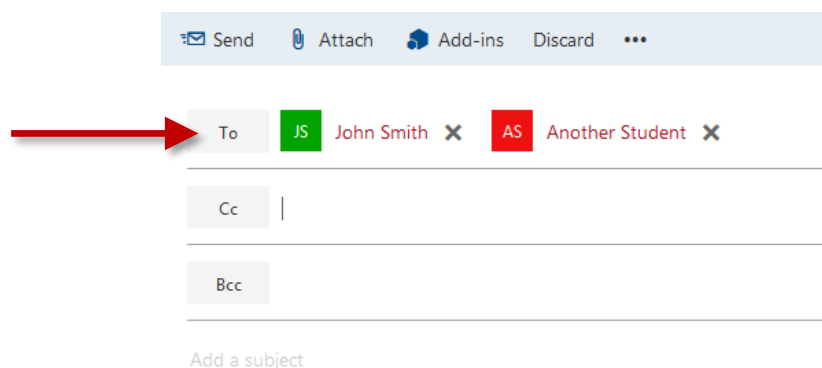 Send Attach Add-ins Discard •••
To JS John Smith AS Another Student
Cc
Bcc
Add a subject